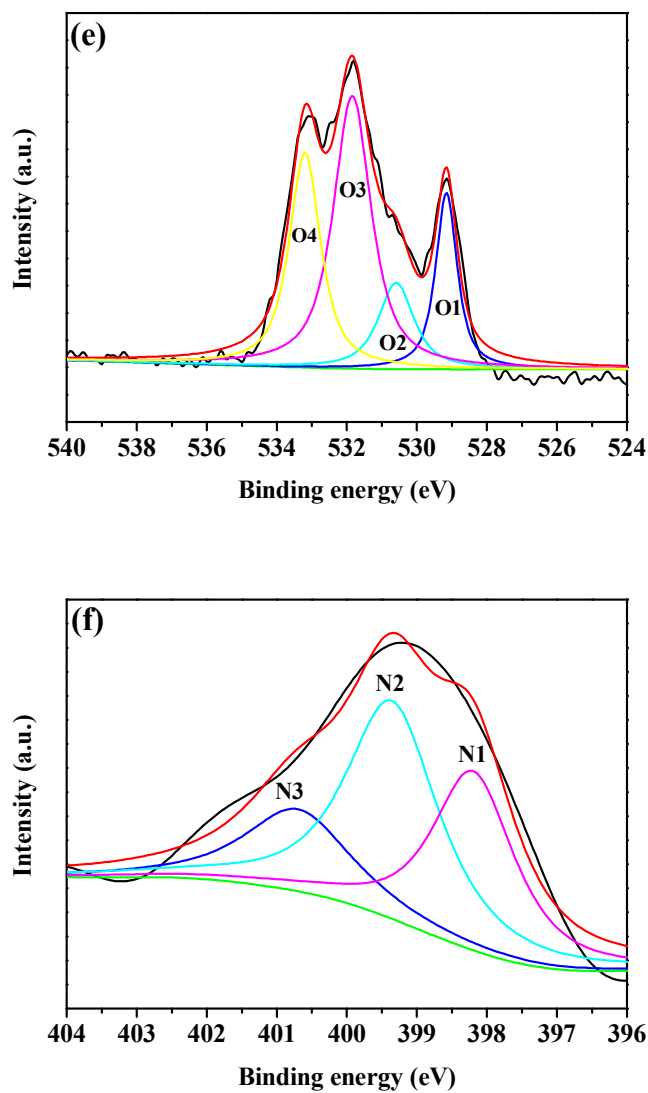 (e)
Intensity (a.u.)
O4
O3
O2
O1
540 538 536 534 532 530 528 526 524
Binding energy (eV)
(f)
Intensity (a.u.)
N3
N2
N1
404 403 402 401 400 399 398 397 396
Binding energy (eV)